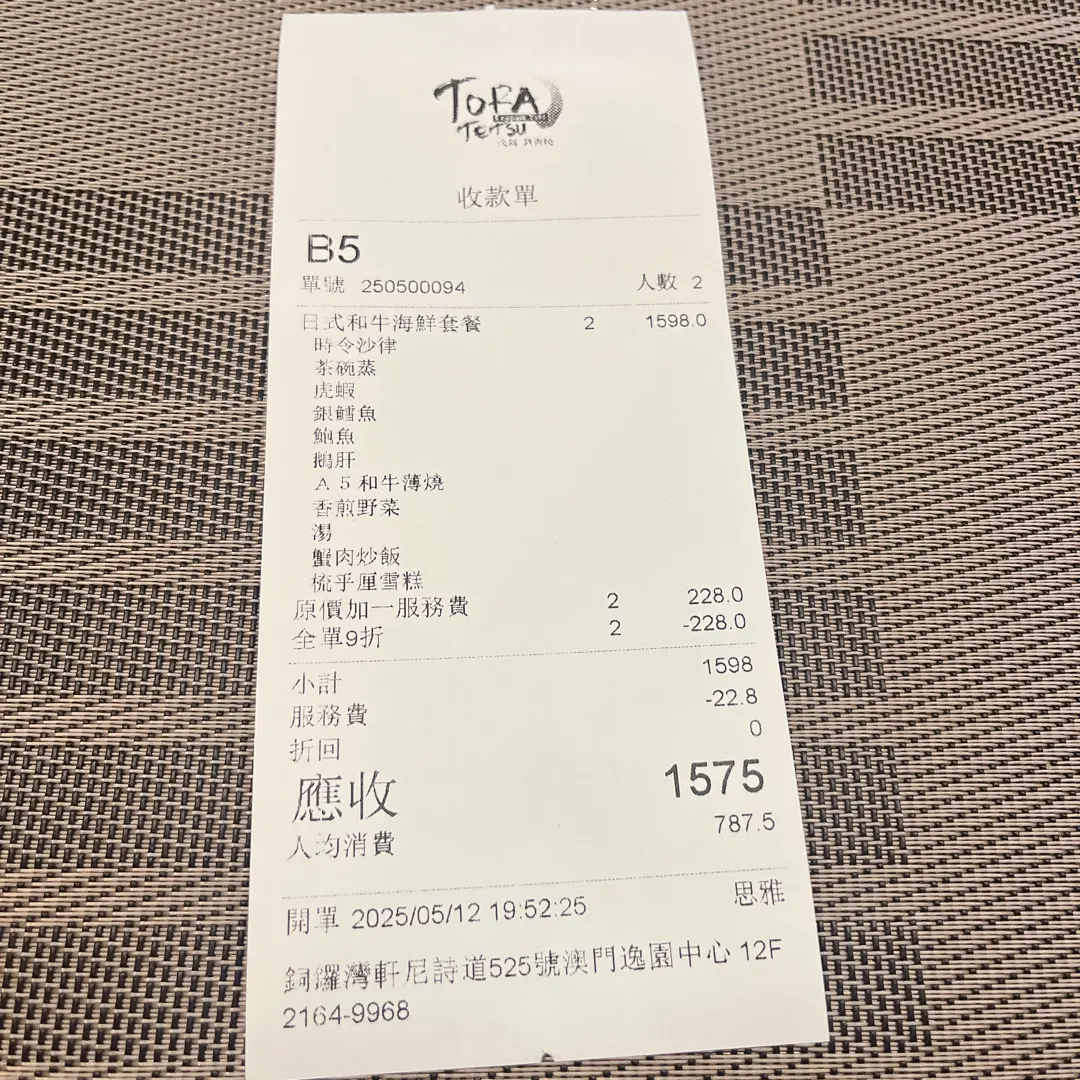 TORA
TETSU
收款單
B5
單號 250500094 人數 2
日式和牛海鮮套餐 2 1598.0
時令沙律
茶碗蒸
虎蝦
銀鱈魚
鮑魚
鵝肝
A 5 和牛薄燒
香煎野菜
湯
蟹肉炒飯
梳乎厘雪糕
原價加一服務費 2 228.0
全單9折 2 -228.0
小計 1598
服務費 -22.8
折回 0
應收 1575
人均消費 787.5
開單 2025/05/12 19:52:25 思雅
銅鑼灣軒尼詩道525號澳門逸園中心 12F
2164-9968